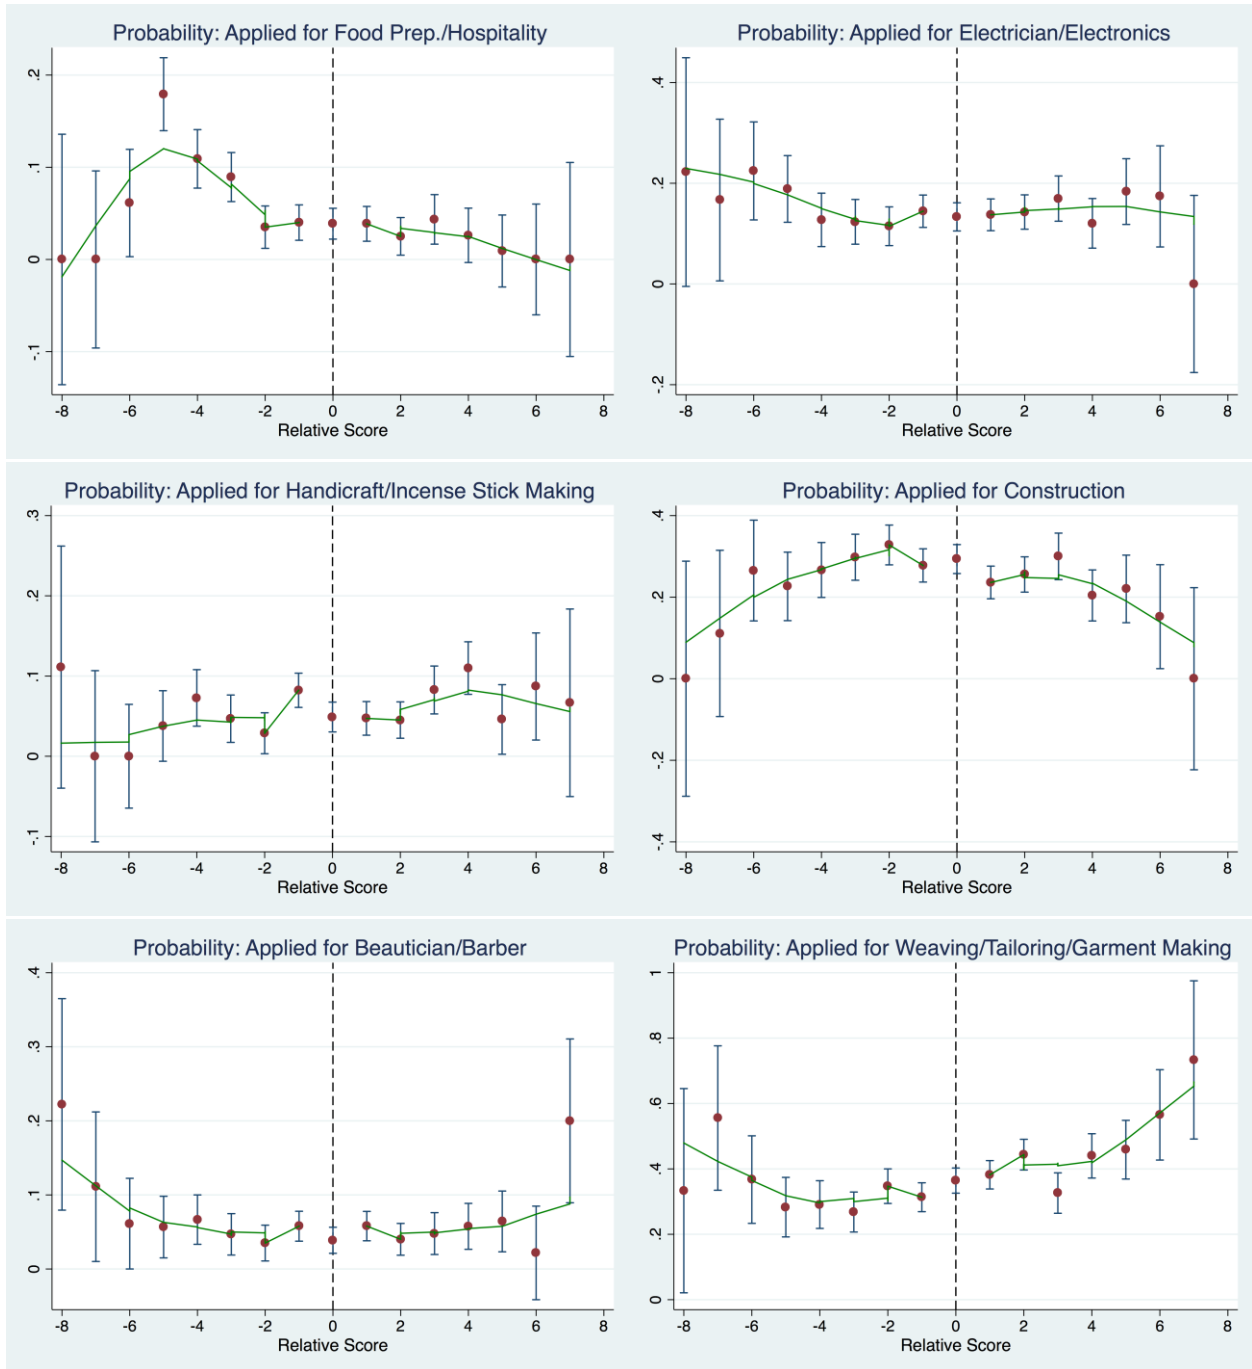 Probability: Applied for Food Prep./Hospitality
.2
.1
0
-.1
-8 -6 -4 -2 0 2 4 6 8
Relative Score
Probability: Applied for Electrician/Electronics
.4
.2
0
-.2
-8 -6 -4 -2 0 2 4 6 8
Relative Score
Probability: Applied for Handicraft/Incense Stick Making
.3
.2
.1
0
-.1
-8 -6 -4 -2 0 2 4 6 8
Relative Score
Probability: Applied for Construction
.4
.2
0
-.2
-.4
-8 -6 -4 -2 0 2 4 6 8
Relative Score
Probability: Applied for Beautician/Barber
.4
.3
.2
.1
0
-8 -6 -4 -2 0 2 4 6 8
Relative Score
Probability: Applied for Weaving/Tailoring/Garment Making
1
.8
.6
.4
.2
0
-8 -6 -4 -2 0 2 4 6 8
Relative Score